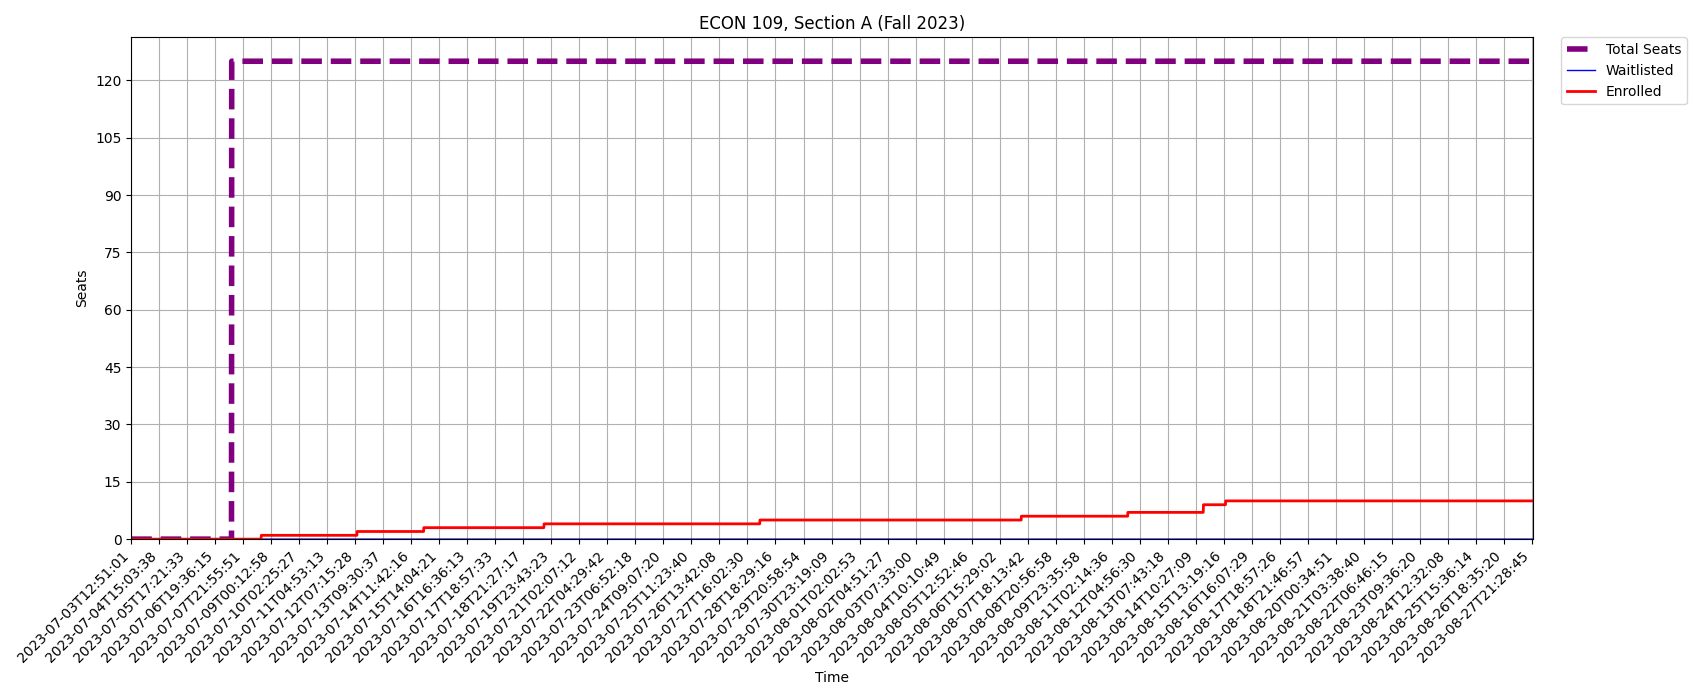 ECON 109, Section A (Fall 2023)
Total Seats
Waitlisted
Enrolled
Seats
120
105
90
75
60
45
30
15
0
2023-07-03T12:51:01
2023-07-04T15:03:38
2023-07-05T17:21:33
2023-07-06T19:36:15
2023-07-07T21:55:51
2023-07-09T00:12:58
2023-07-10T02:25:27
2023-07-11T04:53:13
2023-07-12T07:15:28
2023-07-13T09:30:37
2023-07-14T11:42:16
2023-07-15T14:04:21
2023-07-16T16:36:13
2023-07-17T18:57:33
2023-07-18T21:27:17
2023-07-19T23:43:23
2023-07-21T02:07:12
2023-07-22T04:29:42
2023-07-23T06:52:18
2023-07-24T09:07:20
2023-07-25T11:23:40
2023-07-26T13:42:08
2023-07-27T16:02:30
2023-07-28T18:29:16
2023-07-29T20:58:54
2023-07-30T23:19:09
2023-08-01T02:02:53
2023-08-02T04:51:27
2023-08-03T07:33:00
2023-08-04T10:10:49
2023-08-05T12:52:46
2023-08-06T15:29:02
2023-08-07T18:13:42
2023-08-08T20:56:58
2023-08-09T23:35:58
2023-08-11T02:14:36
2023-08-12T04:56:30
2023-08-13T07:43:18
2023-08-14T10:27:09
2023-08-15T13:19:16
2023-08-16T16:07:29
2023-08-17T18:57:26
2023-08-18T21:46:57
2023-08-20T00:34:51
2023-08-21T03:38:40
2023-08-22T06:46:15
2023-08-23T09:36:20
2023-08-24T12:32:08
2023-08-25T15:36:14
2023-08-26T18:35:20
2023-08-27T21:28:45
Time